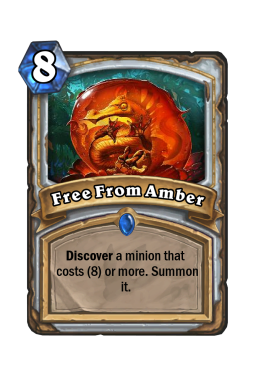 8
Free From Amber
Discover a minion that
costs (8) or more. Summon
it.